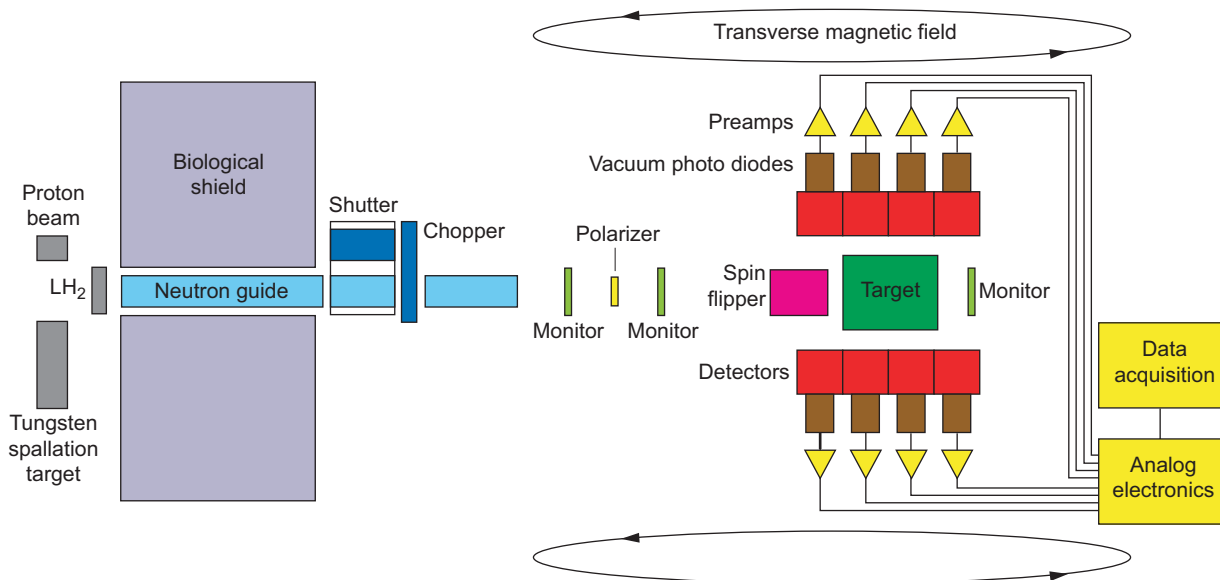 Transverse magnetic field
Preamps
Vacuum photo diodes
Biological
shield
Proton
beam
Shutter
Chopper
Polarizer
LH2
Neutron guide
Spin
flipper
Target
Monitor
Monitor
Monitor
Detectors
Data
acquisition
Tungsten
spallation
target
Analog
electronics